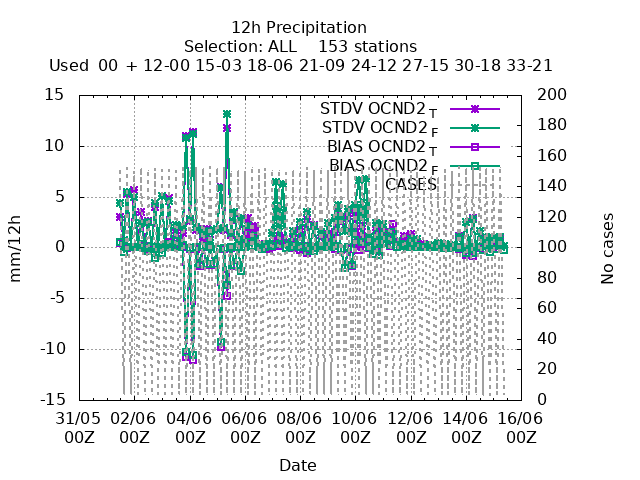 12h Precipitation
Selection: ALL 153 stations
Used 00 + 12-00 15-03 18-06 21-09 24-12 27-15 30-18 33-21
STDV OCND2 T
STDV OCND2 F
BIAS OCND2 T
BIAS OCND2 F
CASES
15
10
5
0
-5
-10
-15
mm/12h
200
180
160
140
120
100
80
60
40
20
0
No cases
31/05 02/06 04/06 06/06 08/06 10/06 12/06 14/06 16/06
00Z 00Z 00Z 00Z 00Z 00Z 00Z 00Z 00Z
Date